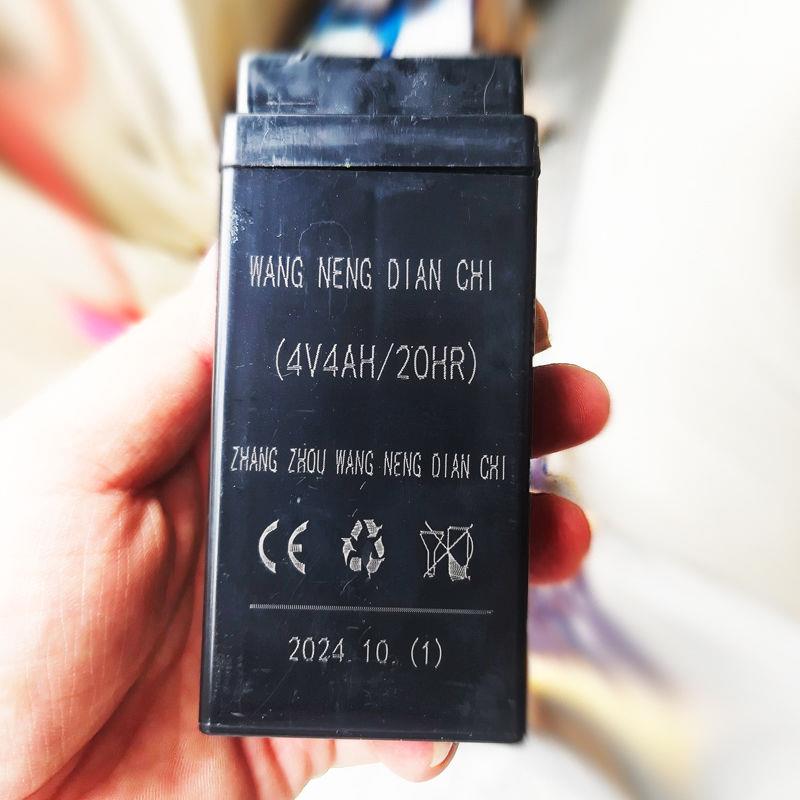 WANG NENG DIAN CHI
(4V4AH/20HR)
ZHANG ZHOU WANG NENG DIAN CHI
CE
2024.10.(1)